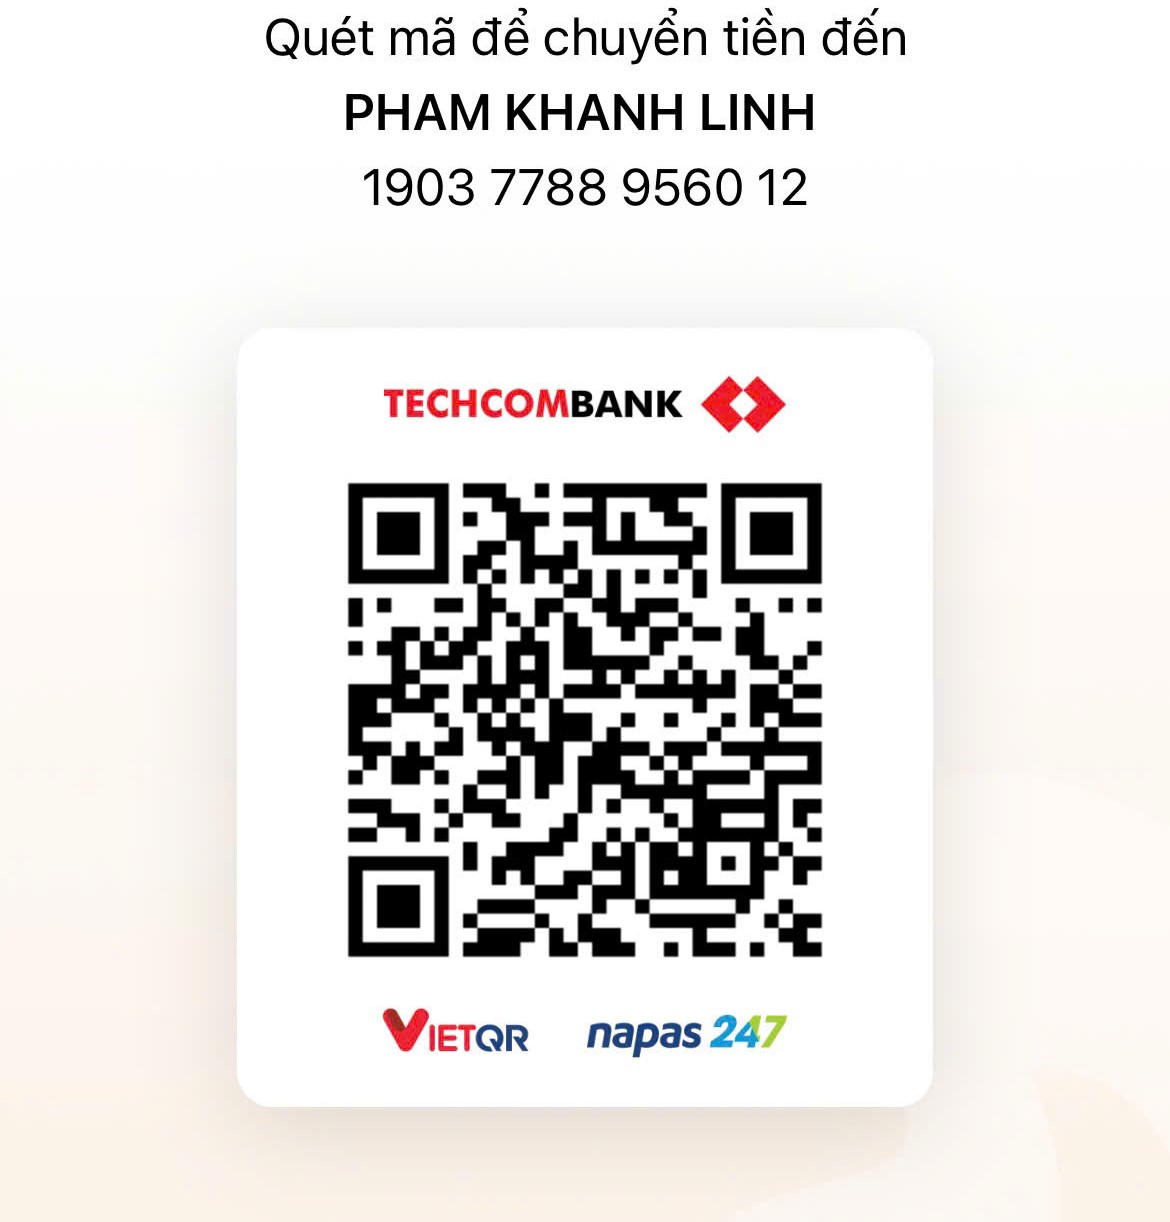 Quét mã để chuyển tiền đến
PHAM KHANH LINH
1903 7788 9560 12
TECHCOMBANK
VIETQR
napas 247